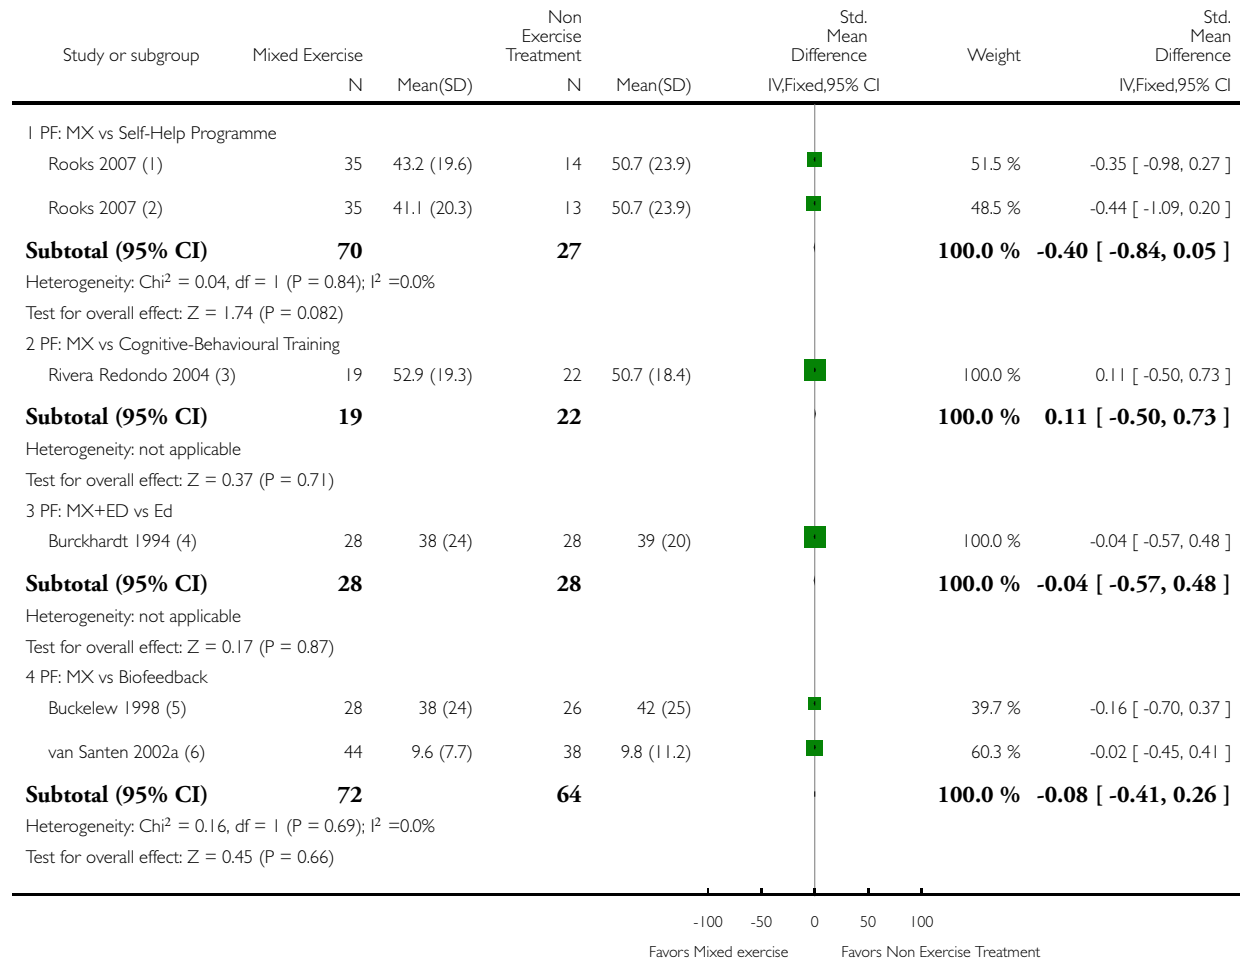 Study or subgroup Mixed Exercise Non Exercise Treatment Std. Mean Difference Weight Std. Mean Difference
N Mean(SD) N Mean(SD) IV,Fixed,95% CI IV,Fixed,95% CI
1 PF: MX vs Self-Help Programme
Rooks 2007 (1) 35 43.2 (19.6) 14 50.7 (23.9) 51.5 % -0.35 [ -0.98, 0.27 ]
Rooks 2007 (2) 35 41.1 (20.3) 13 50.7 (23.9) 48.5 % -0.44 [ -1.09, 0.20 ]
Subtotal (95% CI) 70 27 100.0 % -0.40 [ -0.84, 0.05 ]
Heterogeneity: Chi² = 0.04, df = 1 (P = 0.84); I² =0.0%
Test for overall effect: Z = 1.74 (P = 0.082)
2 PF: MX vs Cognitive-Behavioural Training
Rivera Redondo 2004 (3) 19 52.9 (19.3) 22 50.7 (18.4) 100.0 % 0.11 [ -0.50, 0.73 ]
Subtotal (95% CI) 19 22 100.0 % 0.11 [ -0.50, 0.73 ]
Heterogeneity: not applicable
Test for overall effect: Z = 0.37 (P = 0.71)
3 PF: MX+ED vs Ed
Burckhardt 1994 (4) 28 38 (24) 28 39 (20) 100.0 % -0.04 [ -0.57, 0.48 ]
Subtotal (95% CI) 28 28 100.0 % -0.04 [ -0.57, 0.48 ]
Heterogeneity: not applicable
Test for overall effect: Z = 0.17 (P = 0.87)
4 PF: MX vs Biofeedback
Buckelew 1998 (5) 28 38 (24) 26 42 (25) 39.7 % -0.16 [ -0.70, 0.37 ]
van Santen 2002a (6) 44 9.6 (7.7) 38 9.8 (11.2) 60.3 % -0.02 [ -0.45, 0.41 ]
Subtotal (95% CI) 72 64 100.0 % -0.08 [ -0.41, 0.26 ]
Heterogeneity: Chi² = 0.16, df = 1 (P = 0.69); I² =0.0%
Test for overall effect: Z = 0.45 (P = 0.66)
-100 -50 0 50 100
Favors Mixed exercise Favors Non Exercise Treatment